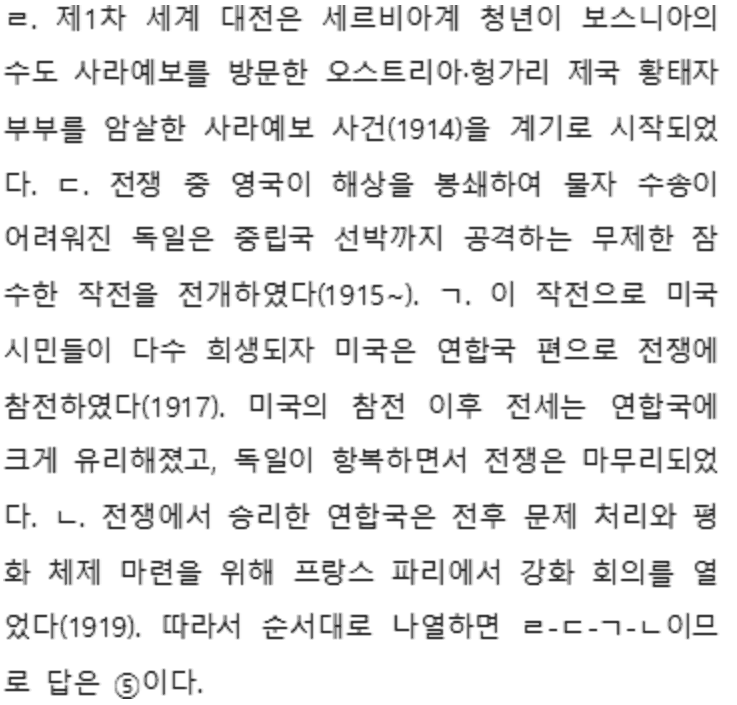 ㄹ. 제1차 세계 대전은 세르비아계 청년이 보스니아의
수도 사라예보를 방문한 오스트리아·헝가리 제국 황태자
부부를 암살한 사라예보 사건(1914)을 계기로 시작되었
다. ㄷ. 전쟁 중 영국이 해상을 봉쇄하여 물자 수송이
어려워진 독일은 중립국 선박까지 공격하는 무제한 잠
수한 작전을 전개하였다(1915~). ㄱ. 이 작전으로 미국
시민들이 다수 희생되자 미국은 연합국 편으로 전쟁에
참전하였다(1917). 미국의 참전 이후 전세는 연합국에
크게 유리해졌고, 독일이 항복하면서 전쟁은 마무리되었
다. ㄴ. 전쟁에서 승리한 연합국은 전후 문제 처리와 평
화 체제 마련을 위해 프랑스 파리에서 강화 회의를 열
었다(1919). 따라서 순서대로 나열하면 ㄹ-ㄷ-ㄱ-ㄴ이므
로 답은 ⑤이다.